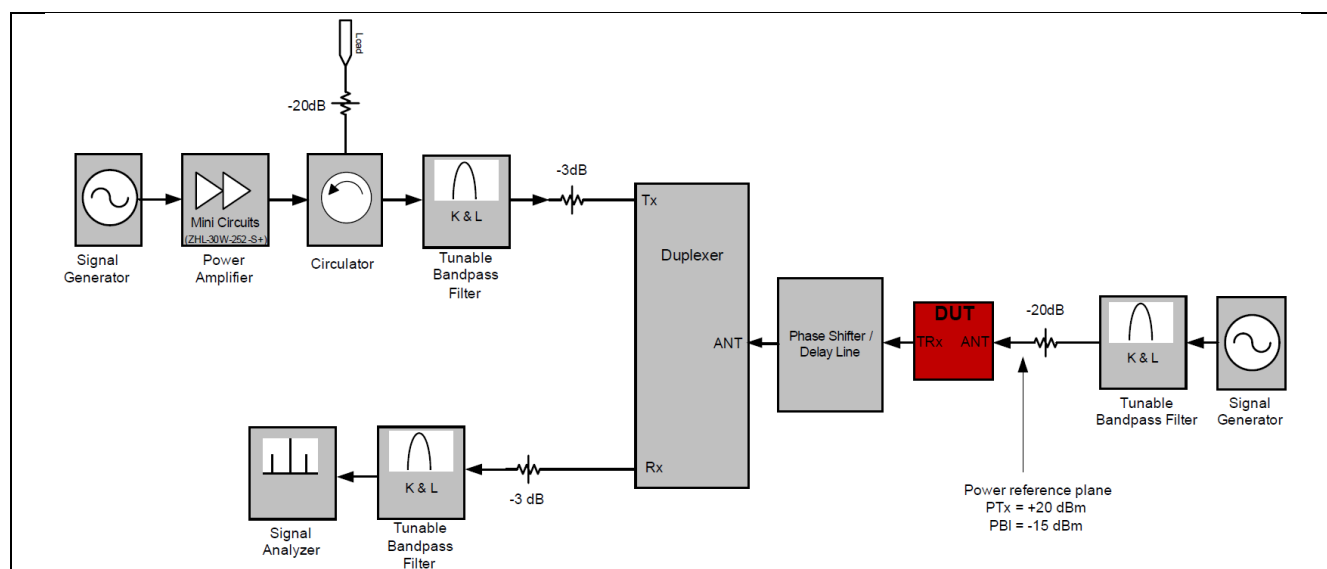 Load
-20dB
Mini Circuits
(ZHL-30W-252-S+)
K & L
-3dB
Signal
Generator
Power
Amplifier
Circulator
Tunable
Bandpass
Filter
Tx
Duplexer
ANT
Rx
Phase Shifter /
Delay Line
DUT
TRx
ANT
-20dB
K & L
Tunable
Bandpass Filter
Signal
Generator
K & L
-3 dB
Signal
Analyzer
Tunable
Bandpass
Filter
Power reference plane
PTx = +20 dBm
PBI = -15 dBm